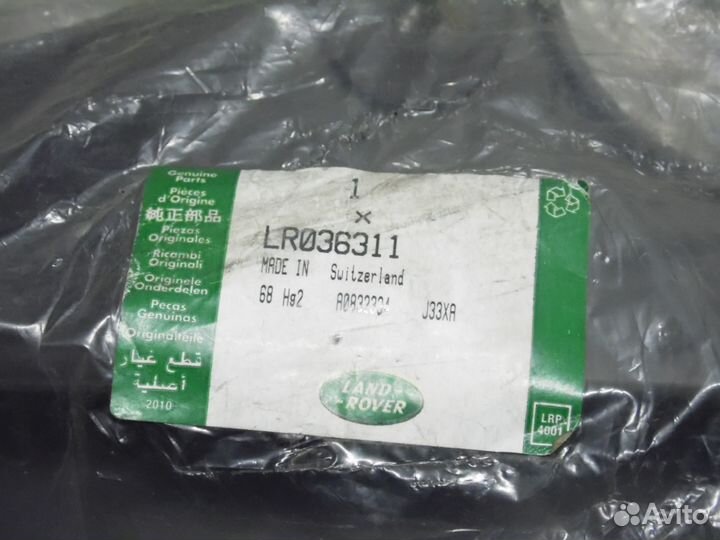 Genuine
Parts
Pièces
d'Origine
純正部品
Piezas
Originales
Ricambi
Originali
Originele
Onderdelen
Peças
Genuinas
Originalteile
قطع غيار
أصلية
2010
1
×
LR036311
MADE IN Switzerland
68 Hg2 J33XA
LAND-
-ROVER
LRP
4001
Avito